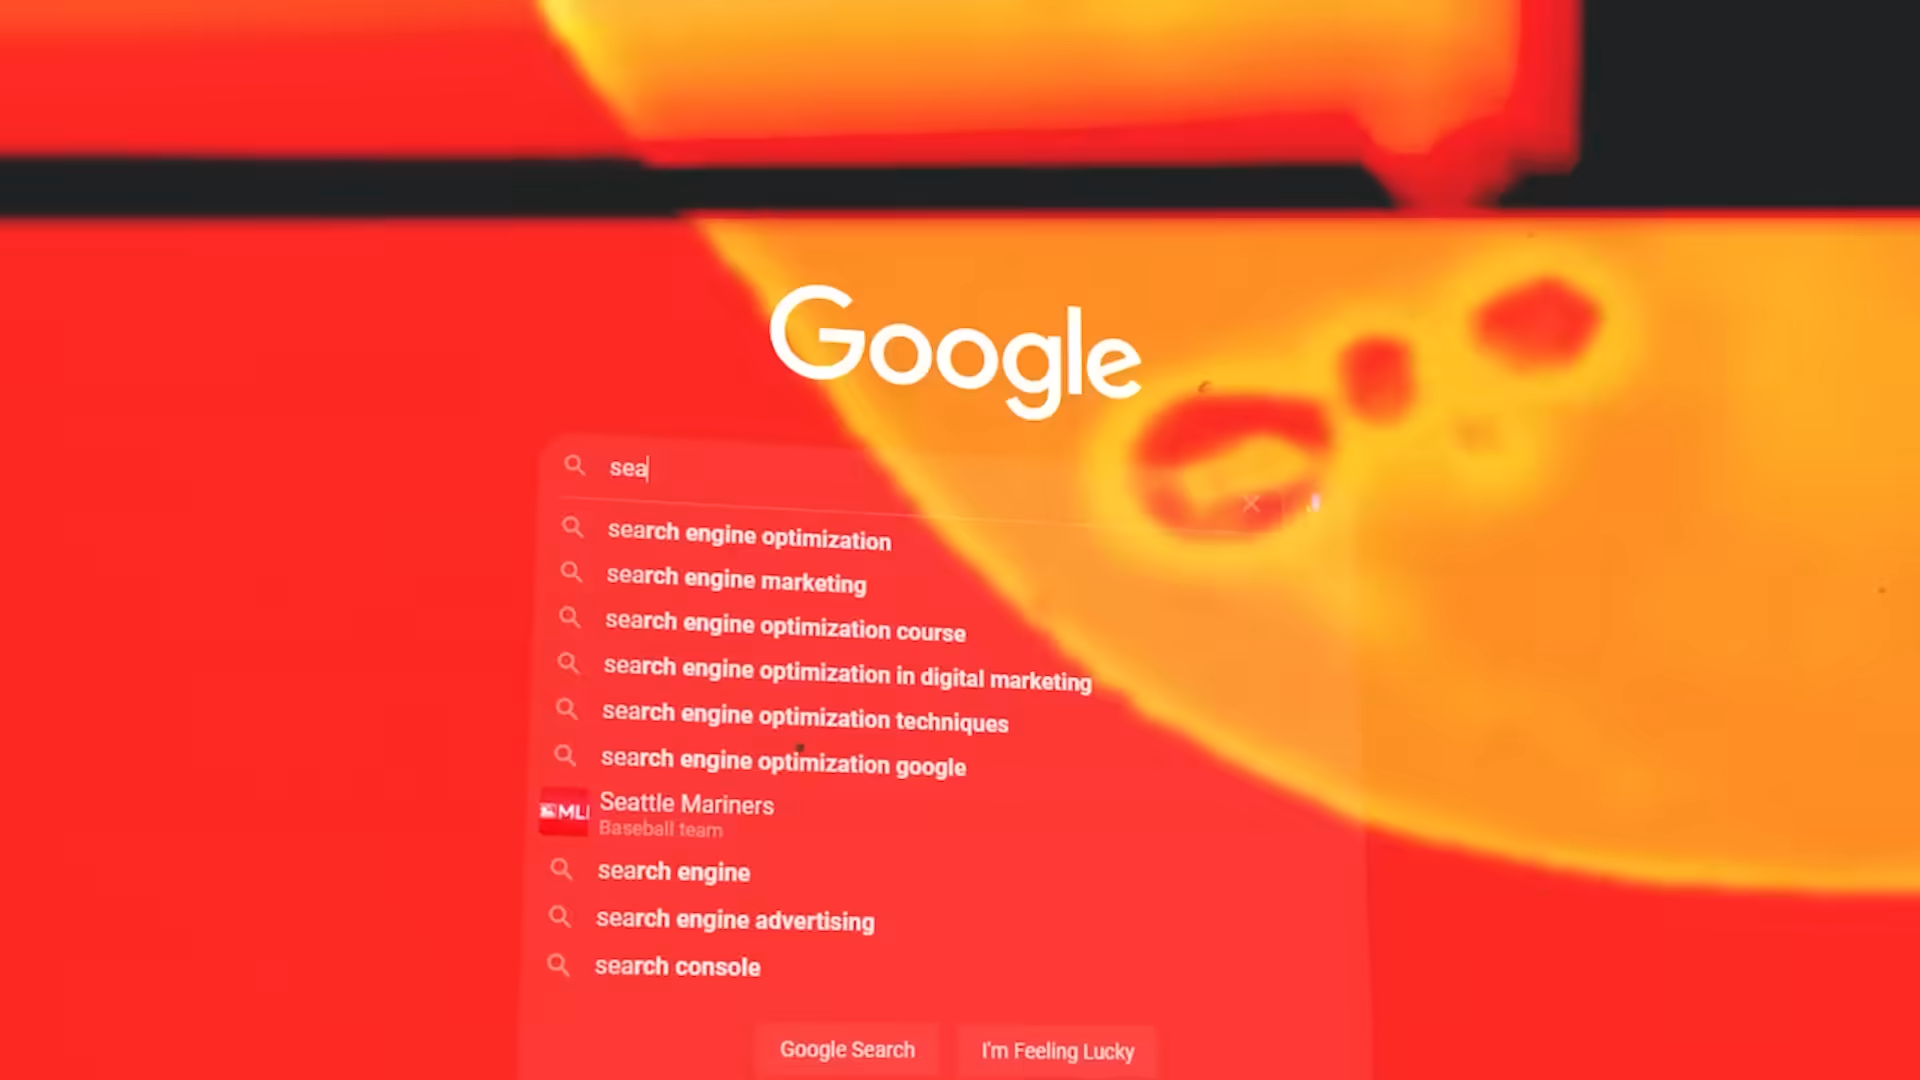 Google
sea
search engine optimization
search engine marketing
search engine optimization course
search engine optimization in digital marketing
search engine optimization techniques
search engine optimization google
MLB
Seattle Mariners
Baseball team
search engine
search engine advertising
search console
Google Search
I'm Feeling Lucky